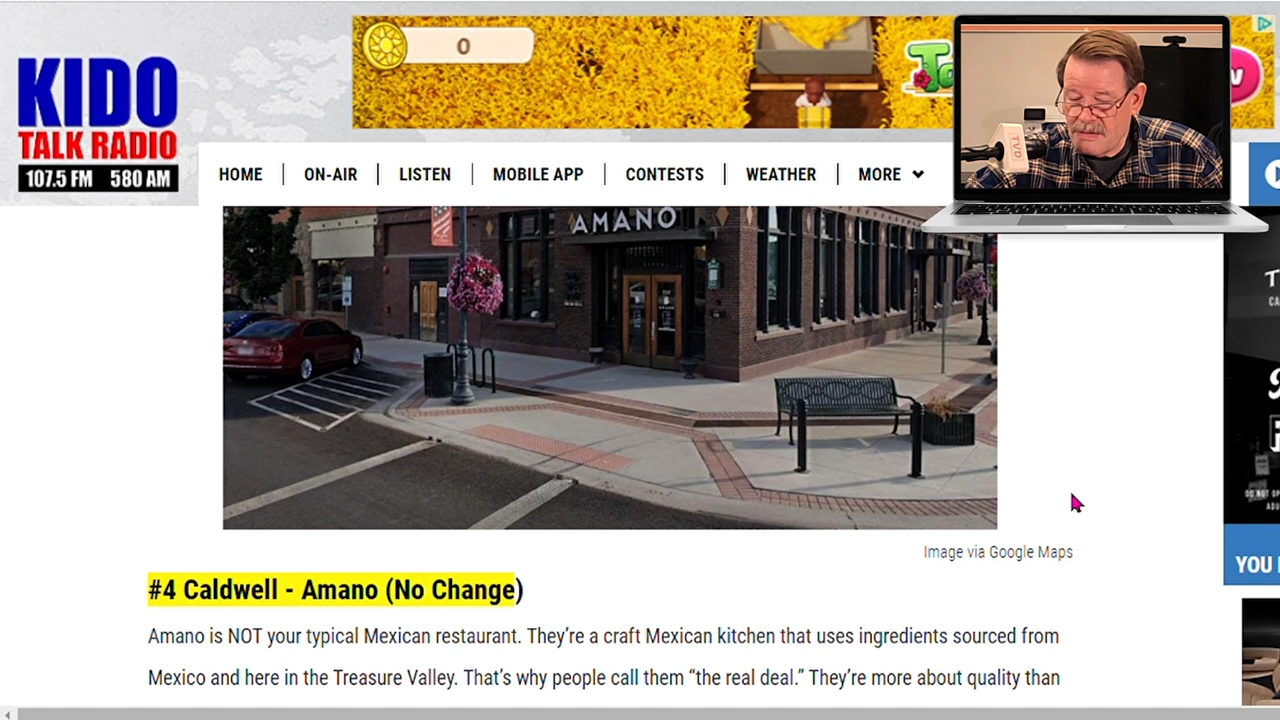 0
KIDO
TALK RADIO
107.5 FM 580 AM
TVD
HOME
ON-AIR
LISTEN
MOBILE APP
CONTESTS
WEATHER
MORE
AMANO
Image via Google Maps
YOU
#4 Caldwell - Amano (No Change)
Amano is NOT your typical Mexican restaurant. They’re a craft Mexican kitchen that uses ingredients sourced from
Mexico and here in the Treasure Valley. That’s why people call them “the real deal.” They’re more about quality than